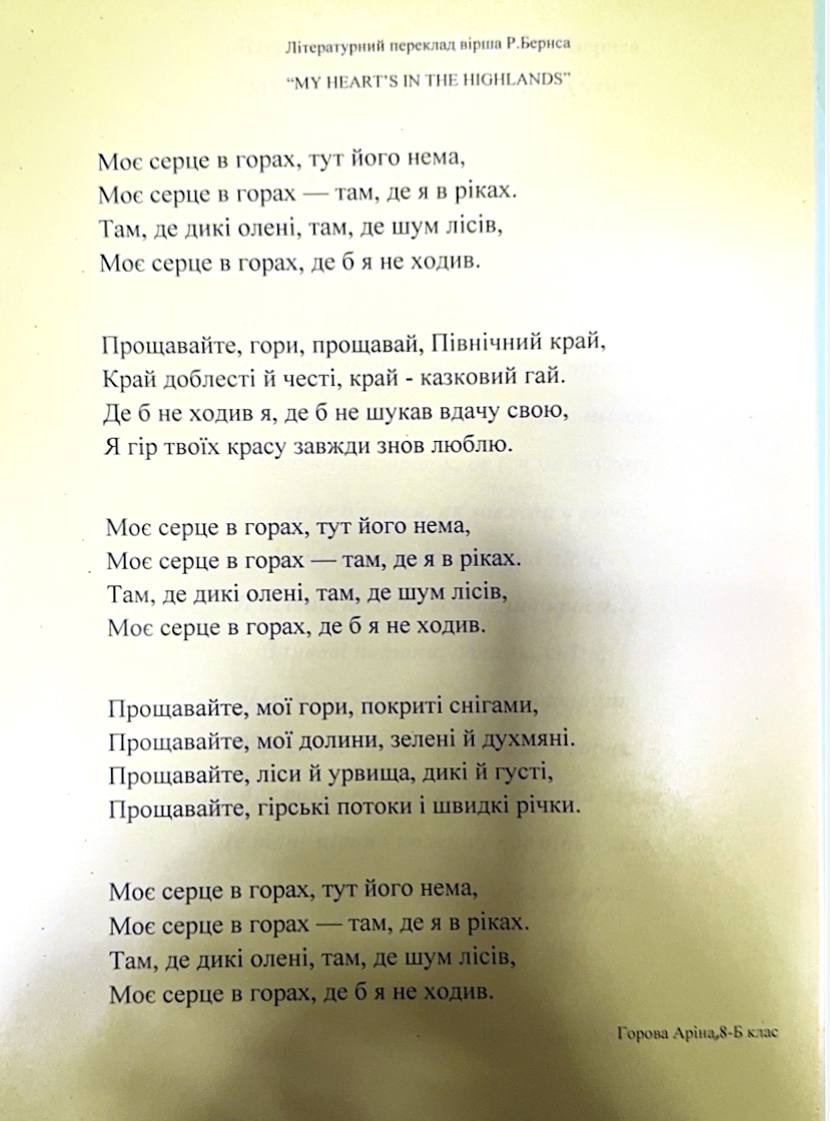 Літературний переклад вірша Р.Бернса
“MY HEART’S IN THE HIGHLANDS”
Моє серце в горах, тут його нема,
Моє серце в горах — там, де я в ріках.
Там, де дикі олені, там, де шум лісів,
Моє серце в горах, де б я не ходив.
Прощавайте, гори, прощавай, Північний край,
Край доблесті й честі, край - казковий гай.
Де б не ходив я, де б не шукав вдачу свою,
Я гір твоїх красу завжди знов люблю.
Моє серце в горах, тут його нема,
Моє серце в горах — там, де я в ріках.
Там, де дикі олені, там, де шум лісів,
Моє серце в горах, де б я не ходив.
Прощавайте, мої гори, покриті снігами,
Прощавайте, мої долини, зелені й духмяні.
Прощавайте, ліси й урвища, дикі й густі,
Прощавайте, гірські потоки і швидкі річки.
Моє серце в горах, тут його нема,
Моє серце в горах — там, де я в ріках.
Там, де дикі олені, там, де шум лісів,
Моє серце в горах, де б я не ходив.
Горова Аріна,8-Б клас